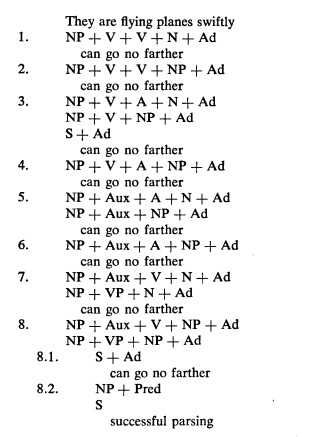 They are flying planes swiftly
1. NP + V + V + N + Ad
can go no farther
2. NP + V + V + NP + Ad
can go no farther
3. NP + V + A + N + Ad
NP + V + NP + Ad
S + Ad
can go no farther
4. NP + V + A + NP + Ad
can go no farther
5. NP + Aux + A + N + Ad
NP + Aux + NP + Ad
can go no farther
6. NP + Aux + A + NP + Ad
can go no farther
7. NP + Aux + V + N + Ad
NP + VP + N + Ad
can go no farther
8. NP + Aux + V + NP + Ad
NP + VP + NP + Ad
8.1. S + Ad
can go no farther
8.2. NP + Pred
S
successful parsing